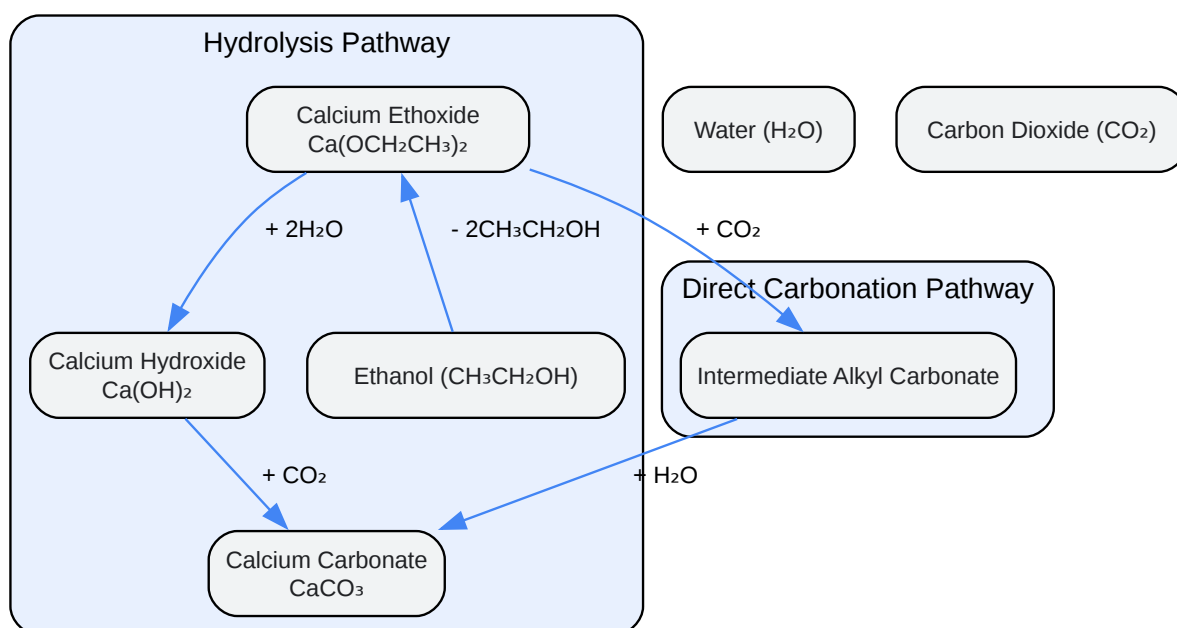 Hydrolysis Pathway
Calcium Ethoxide
Ca(OCH₂CH₃)₂
Water (H₂O)
Carbon Dioxide (CO₂)
+ 2H₂O
- 2CH₃CH₂OH
+ CO₂
Direct Carbonation Pathway
Calcium Hydroxide
Ca(OH)₂
Ethanol (CH₃CH₂OH)
Intermediate Alkyl Carbonate
+ CO₂
+ H₂O
Calcium Carbonate
CaCO₃